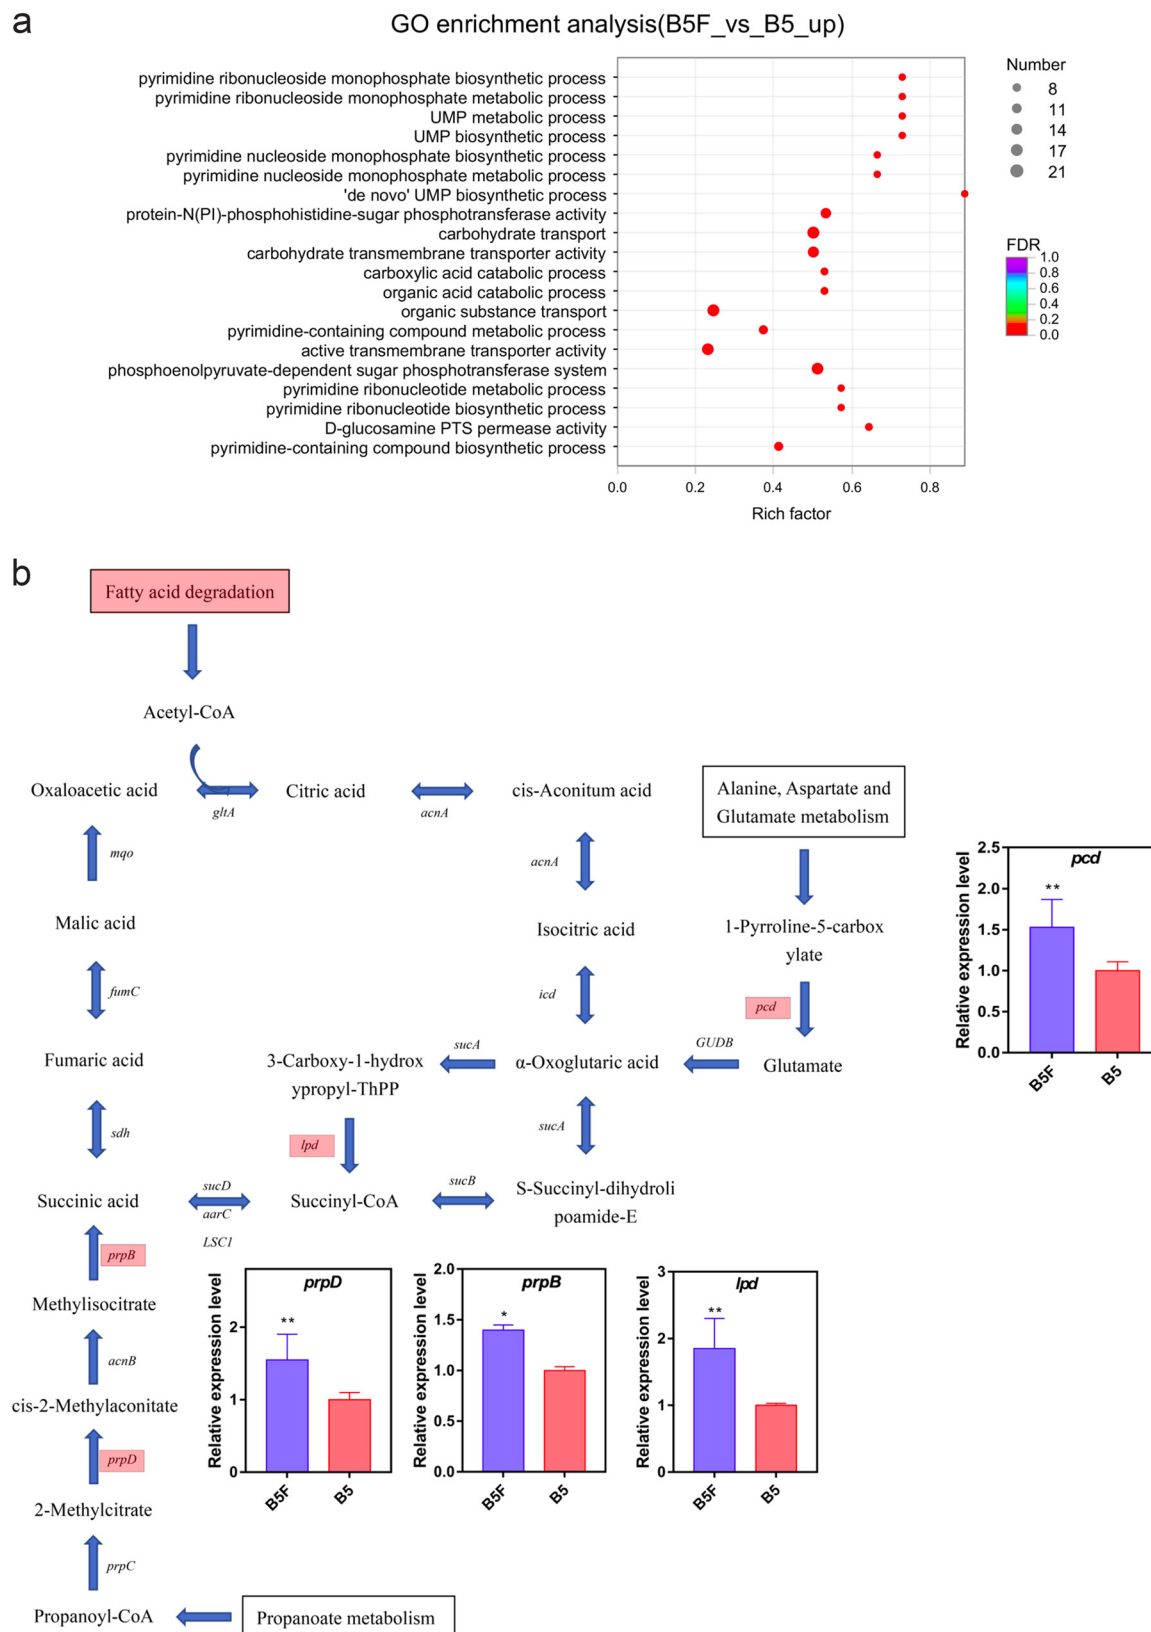 a
GO enrichment analysis(B5F_vs_B5_up)
pyrimidine ribonucleoside monophosphate biosynthetic process
pyrimidine ribonucleoside monophosphate metabolic process
UMP metabolic process
UMP biosynthetic process
pyrimidine nucleoside monophosphate biosynthetic process
pyrimidine nucleoside monophosphate metabolic process
'de novo' UMP biosynthetic process
protein-N(PI)-phosphohistidine-sugar phosphotransferase activity
carbohydrate transport
carbohydrate transmembrane transporter activity
carboxylic acid catabolic process
organic acid catabolic process
organic substance transport
pyrimidine-containing compound metabolic process
active transmembrane transporter activity
phosphoenolpyruvate-dependent sugar phosphotransferase system
pyrimidine ribonucleotide metabolic process
pyrimidine ribonucleotide biosynthetic process
D-glucosamine PTS permease activity
pyrimidine-containing compound biosynthetic process
0.0 0.2 0.4 0.6 0.8
Rich factor
Number
8
11
14
17
21
FDR
1.0
0.8
0.6
0.4
0.2
0.0
b
Fatty acid degradation
Acetyl-CoA
Oxaloacetic acid
gltA
Citric acid
acnA
cis-Aconitum acid
Alanine, Aspartate and
Glutamate metabolism
mqo
acnA
Malic acid
Isocitric acid
1-Pyrroline-5-carbox
ylate
fumC
icd
pcd
Fumaric acid
3-Carboxy-1-hydrox
ypropyl-ThPP
sucA
α-Oxoglutaric acid
GUDB
Glutamate
sdh
lpd
sucA
Succinic acid
sucD
aarC
LSC1
Succinyl-CoA
sucB
S-Succinyl-dihydroli
poamide-E
prpB
Methylisocitrate
acnB
cis-2-Methylaconitate
prpD
2-Methylcitrate
prpC
Propanoyl-CoA
Propanoate metabolism
Relative expression level
pcd
2.5
2.0
1.5
1.0
0.5
0.0
**
B5F
B5
Relative expression level
prpD
2
1
0
**
B5F
B5
Relative expression level
prpB
2.0
1.5
1.0
0.5
0.0
*
B5F
B5
Relative expression level
lpd
3
2
1
0
**
B5F
B5